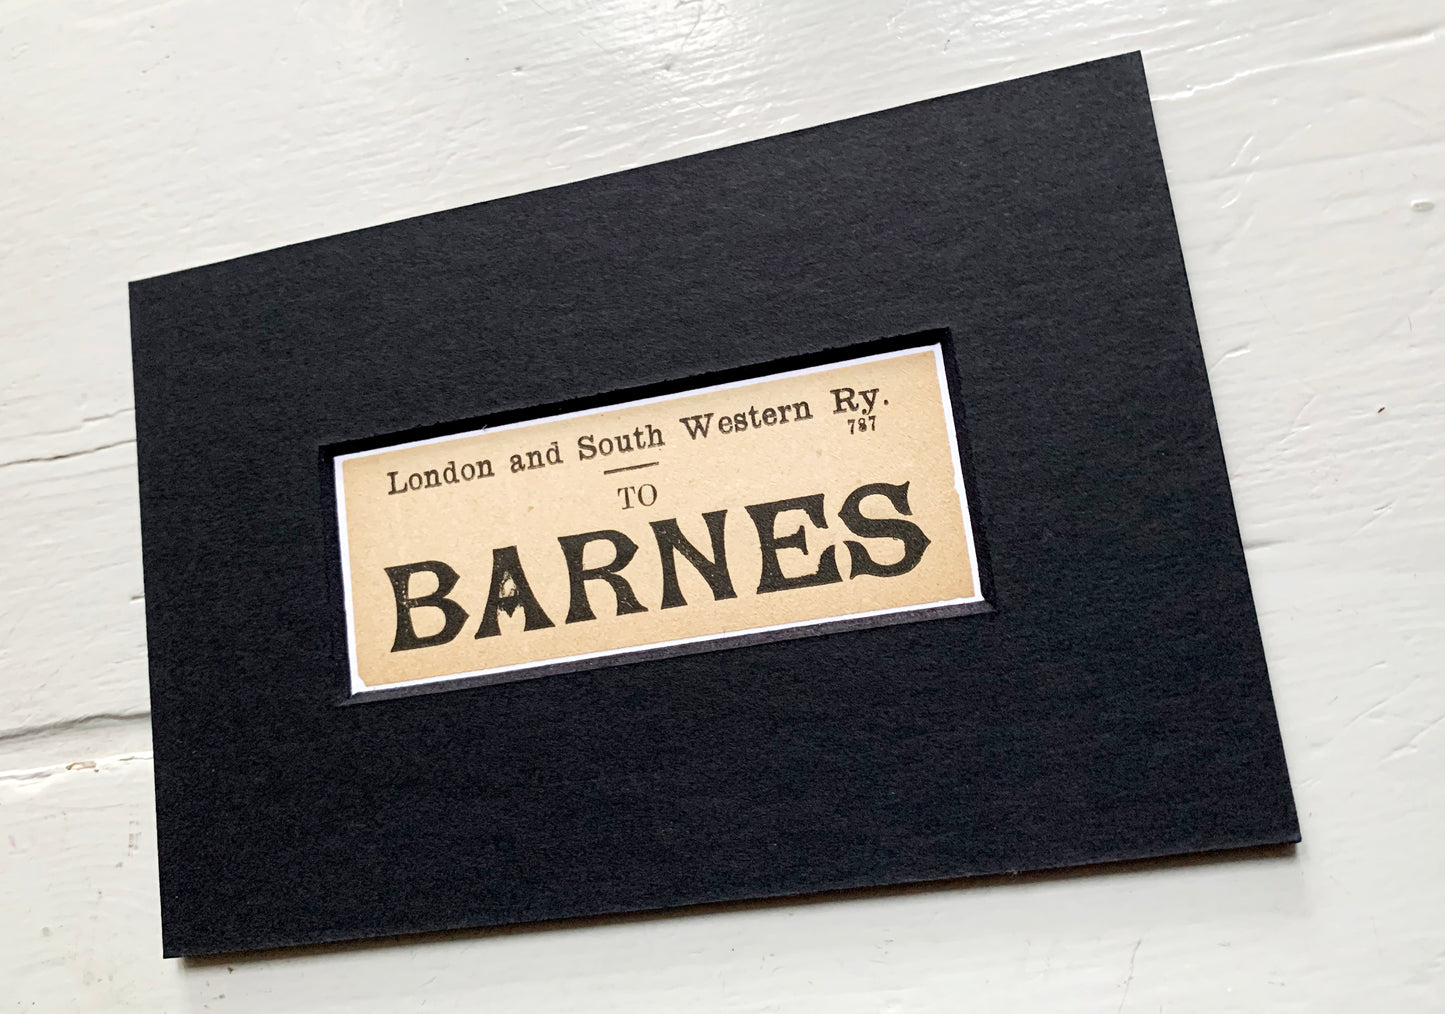 London and South Western Ry.
787
TO
BARNES